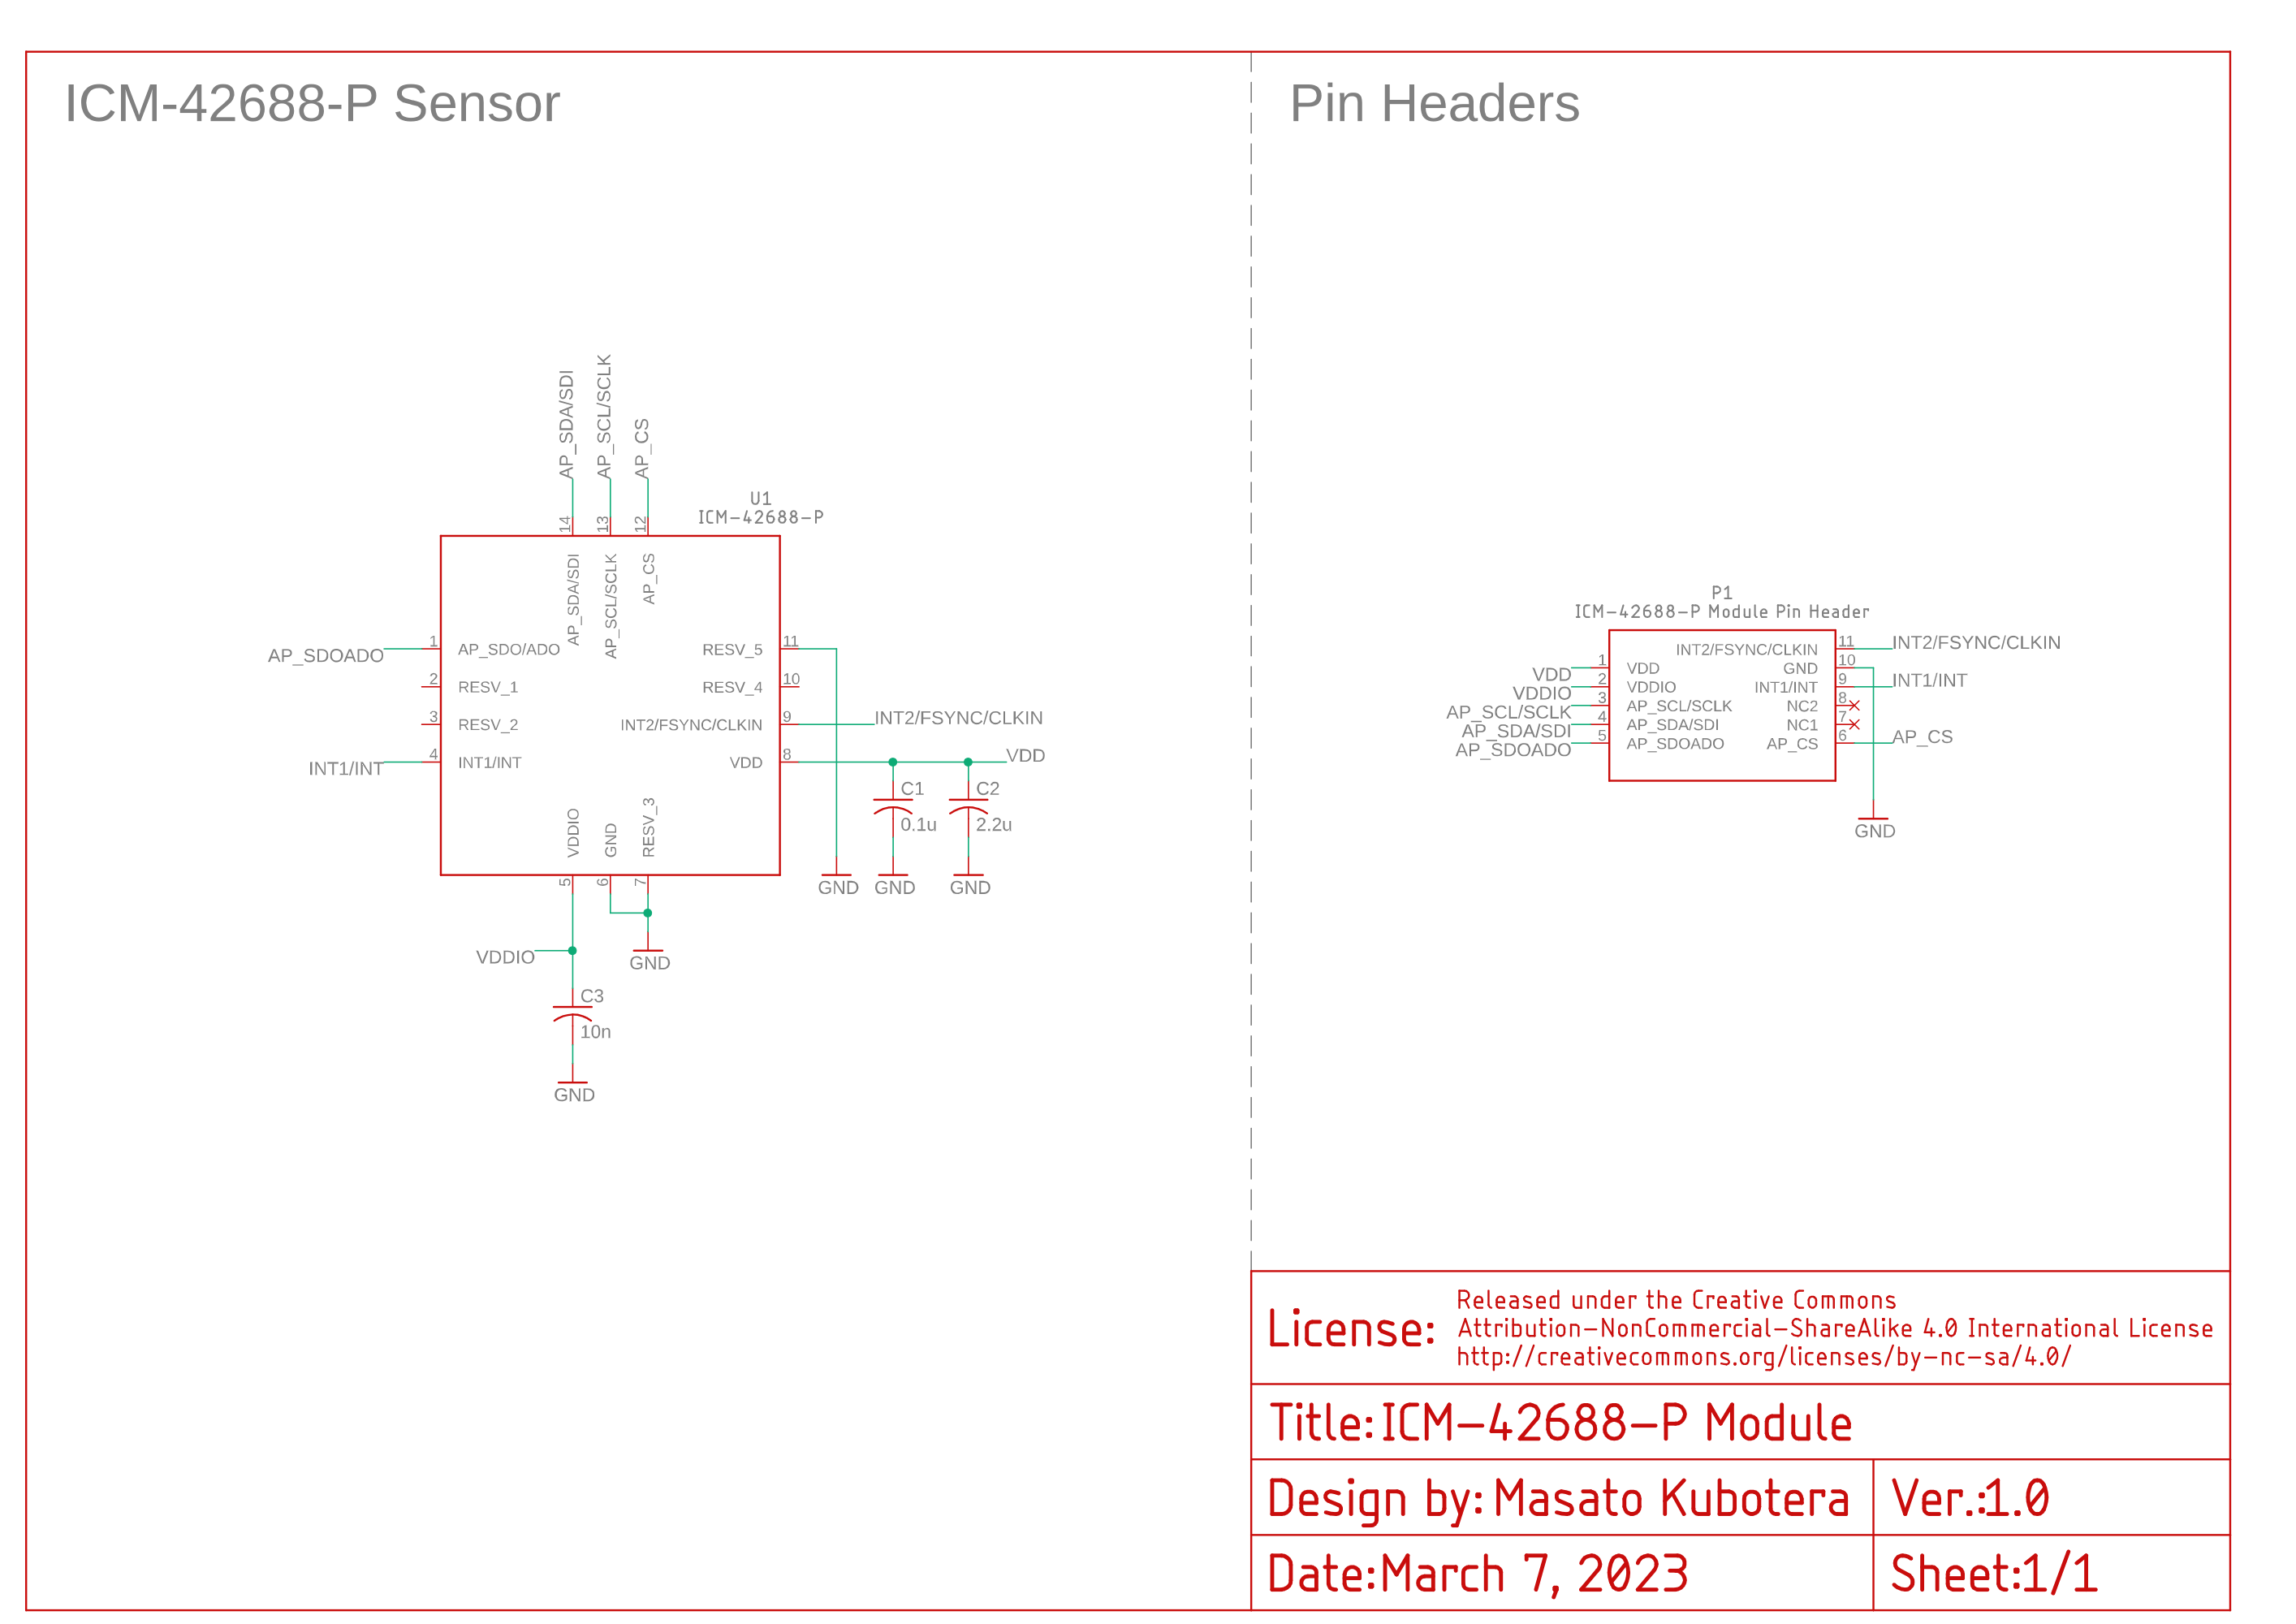 ICM-42688-P Sensor
Pin Headers
AP_SDA/SDI
AP_SCL/SCLK
AP_CS
U1
ICM-42688-P
14
13
12
AP_SDA/SDI
AP_SCL/SCLK
AP_CS
AP_SDOADO
1
AP_SDO/ADO
2
RESV_1
3
RESV_2
INT1/INT
4
INT1/INT
RESV_5
11
RESV_4
10
INT2/FSYNC/CLKIN
9
INT2/FSYNC/CLKIN
VDD
8
VDD
C1
0.1u
C2
2.2u
GND
GND
GND
VDDIO
GND
RESV_3
5
6
7
VDDIO
GND
C3
10n
GND
P1
ICM-42688-P Module Pin Header
VDD
1
VDD
VDDIO
2
VDDIO
AP_SCL/SCLK
3
AP_SCL/SCLK
AP_SDA/SDI
4
AP_SDA/SDI
AP_SDOADO
5
AP_SDOADO
INT2/FSYNC/CLKIN
11
INT2/FSYNC/CLKIN
GND
10
INT1/INT
9
INT1/INT
NC2
8
NC1
7
AP_CS
6
AP_CS
GND
License:
Released under the Creative Commons
Attribution-NonCommercial-ShareAlike 4.0 International License
http://creativecommons.org/licenses/by-nc-sa/4.0/
Title:ICM-42688-P Module
Design by: Masato Kubotera
Ver.:1.0
Date:March 7, 2023
Sheet:1/1